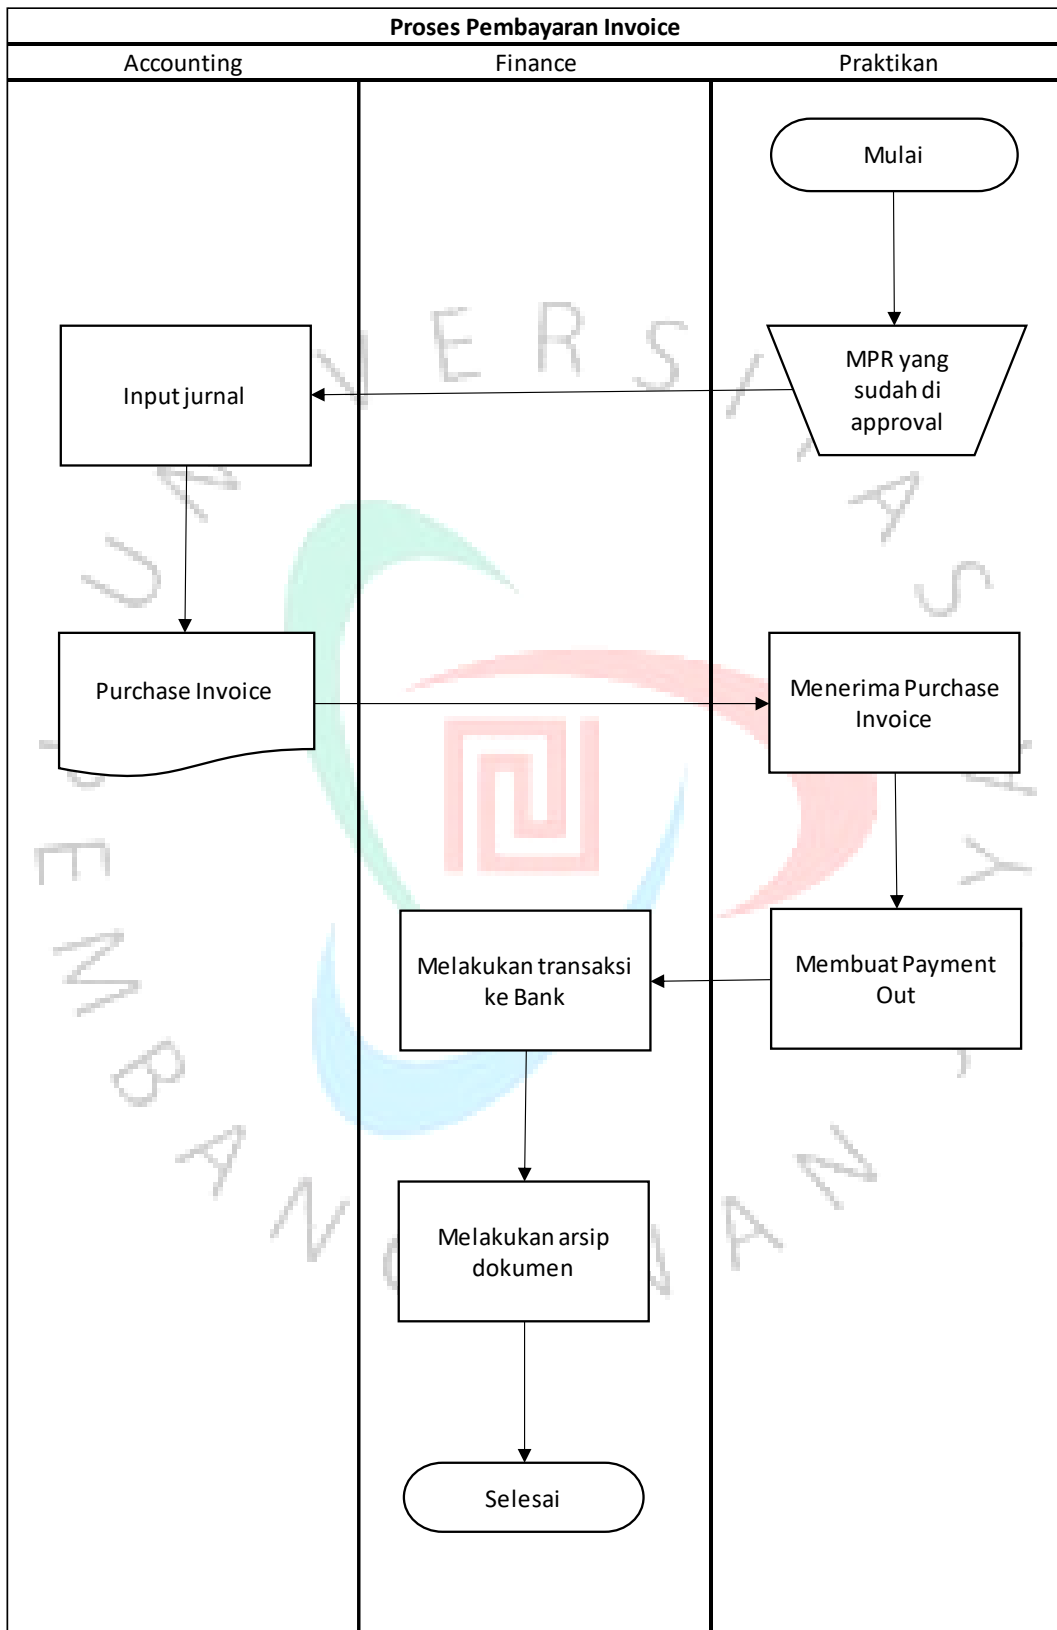 Proses Pembayaran Invoice
Accounting
Finance
Praktikan
Mulai
MPR yang
sudah di
approval
Input jurnal
Purchase Invoice
Menerima Purchase
Invoice
Membuat Payment
Out
Melakukan transaksi
ke Bank
Melakukan arsip
dokumen
Selesai